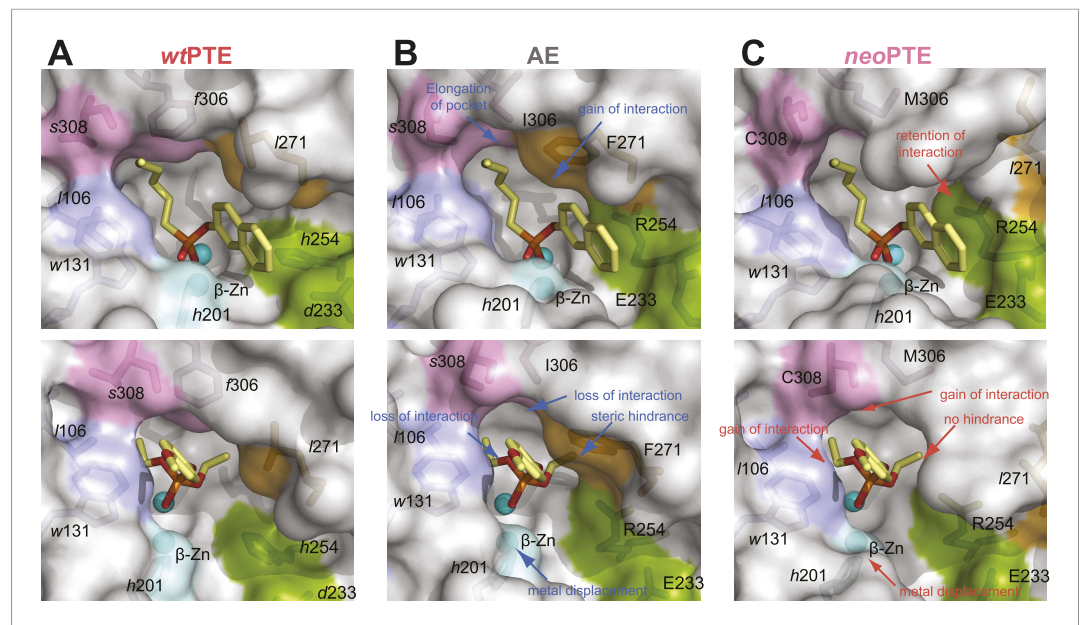 A
wtPTE
B
AE
C
neoPTE
f306
s308
l271
l106
h254
w131
β-Zn
h201
d233
Elongation
of pocket
I306
gain of interaction
s308
F271
l106
R254
w131
β-Zn
E233
h201
M306
C308
retention of
interaction
l271
l106
R254
w131
β-Zn
E233
h201
s308
f306
l106
l271
w131
h254
β-Zn
h201
d233
s308
I306
loss of interaction
loss of interaction
steric hindrance
l106
F271
w131
R254
β-Zn
h201
E233
metal displacment
M306
C308
gain of interaction
no hindrance
gain of interaction
l106
l271
w131
R254
β-Zn
h201
E233
metal displacment